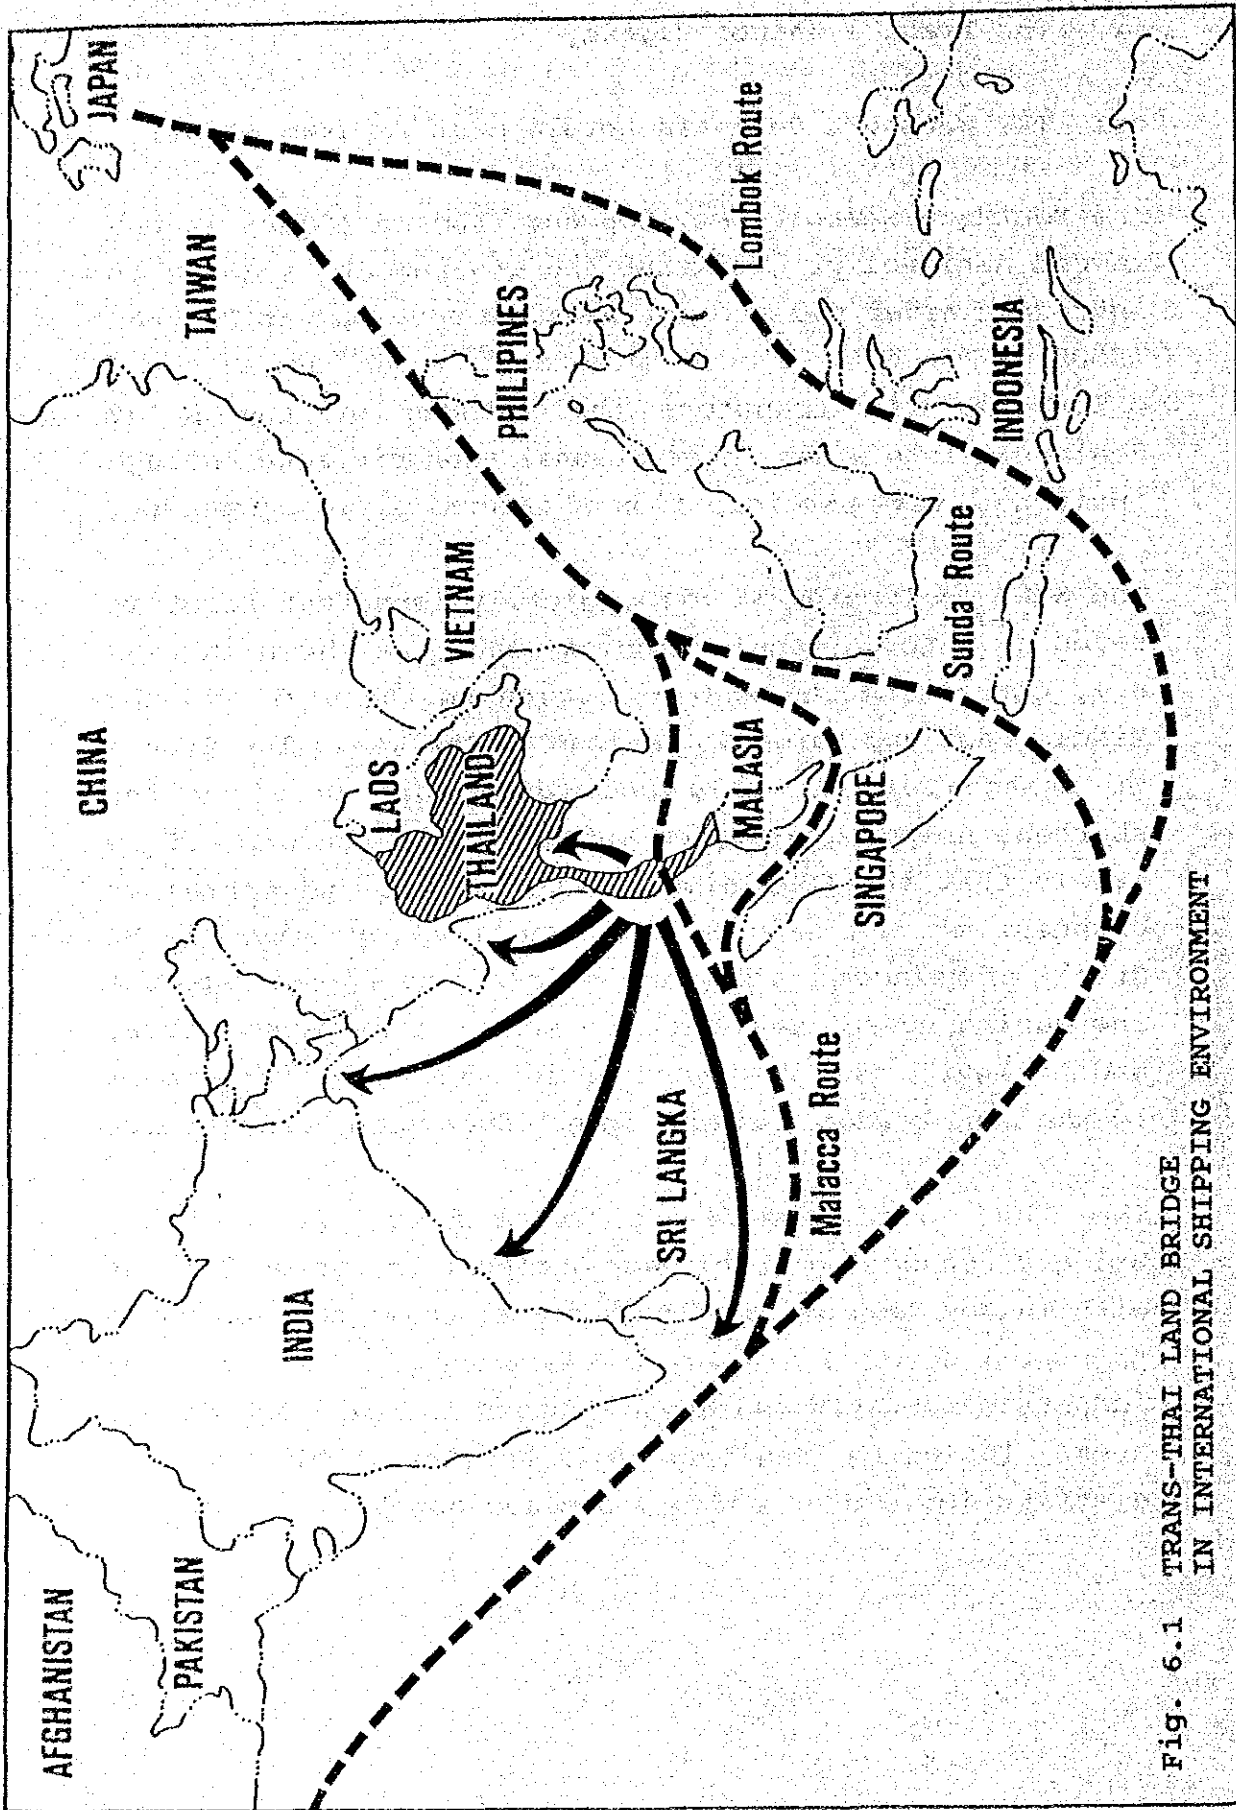 AFGHANISTAN
PAKISTAN
INDIA
CHINA
TAIWAN
JAPAN
LAOS
THAILAND
VIETNAM
PHILIPINES
SRI LANGKA
Malacca Route
MALASIA
SINGAPORE
Sunda Route
INDONESIA
Lombok Route
Fig. 6.1 TRANS-THAI LAND BRIDGE
IN INTERNATIONAL SHIPPING ENVIRONMENT